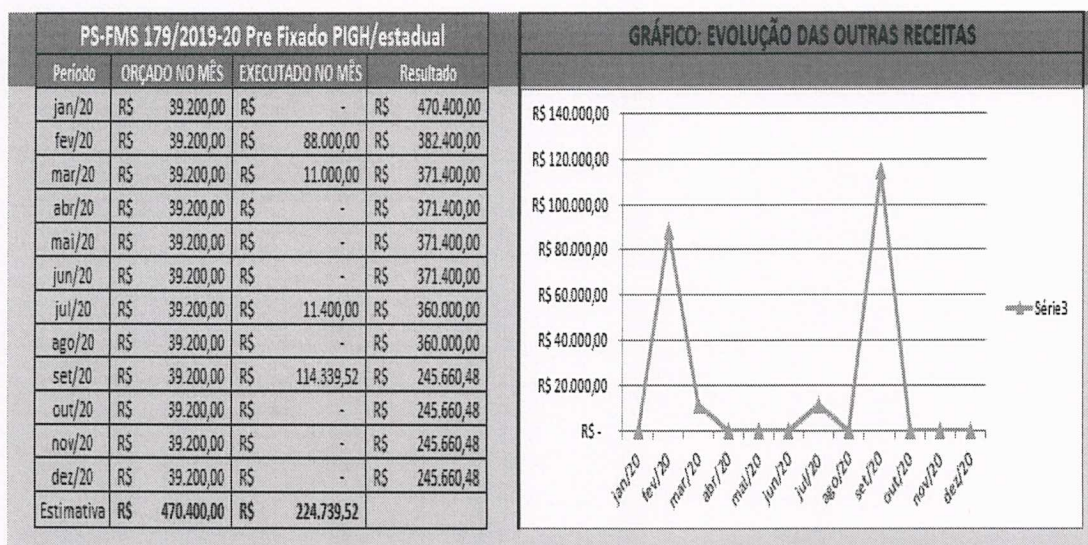 PS-FMS 179/2019-20 Pre Fixado PIGH/estadual
Período ORÇADO NO MÊS EXECUTADO NO MÊS Resultado
jan/20 R$ 39.200,00 R$ - R$ 470.400,00
fev/20 R$ 39.200,00 R$ 88.000,00 R$ 382.400,00
mar/20 R$ 39.200,00 R$ 11.000,00 R$ 371.400,00
abr/20 R$ 39.200,00 R$ - R$ 371.400,00
mai/20 R$ 39.200,00 R$ - R$ 371.400,00
jun/20 R$ 39.200,00 R$ - R$ 371.400,00
jul/20 R$ 39.200,00 R$ 11.400,00 R$ 360.000,00
ago/20 R$ 39.200,00 R$ - R$ 360.000,00
set/20 R$ 39.200,00 R$ 114.339,52 R$ 245.660,48
out/20 R$ 39.200,00 R$ - R$ 245.660,48
nov/20 R$ 39.200,00 R$ - R$ 245.660,48
dez/20 R$ 39.200,00 R$ - R$ 245.660,48
Estimativa R$ 470.400,00 R$ 224.739,52
GRÁFICO: EVOLUÇÃO DAS OUTRAS RECEITAS
R$ 140.000,00
R$ 120.000,00
R$ 100.000,00
R$ 80.000,00
R$ 60.000,00
R$ 40.000,00
R$ 20.000,00
R$ -
jan/20 fev/20 mar/20 abr/20 mai/20 jun/20 jul/20 ago/20 set/20 out/20 nov/20 dez/20
Série3